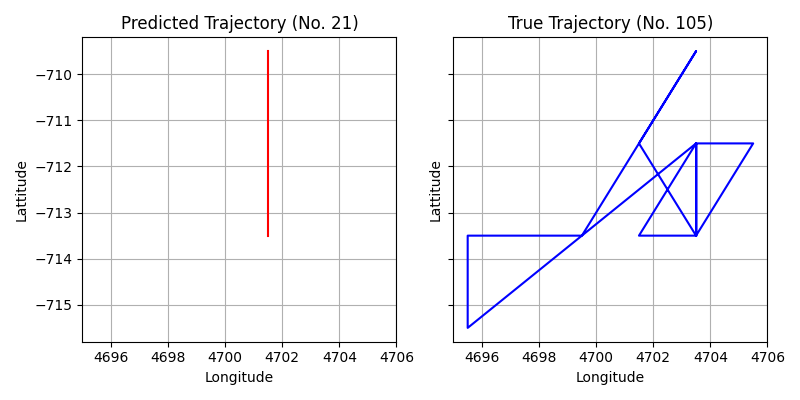 Predicted Trajectory (No. 21)
True Trajectory (No. 105)
Lattitude
−710
−711
−712
−713
−714
−715
4696 4698 4700 4702 4704 4706
Longitude
Lattitude
4696 4698 4700 4702 4704 4706
Longitude